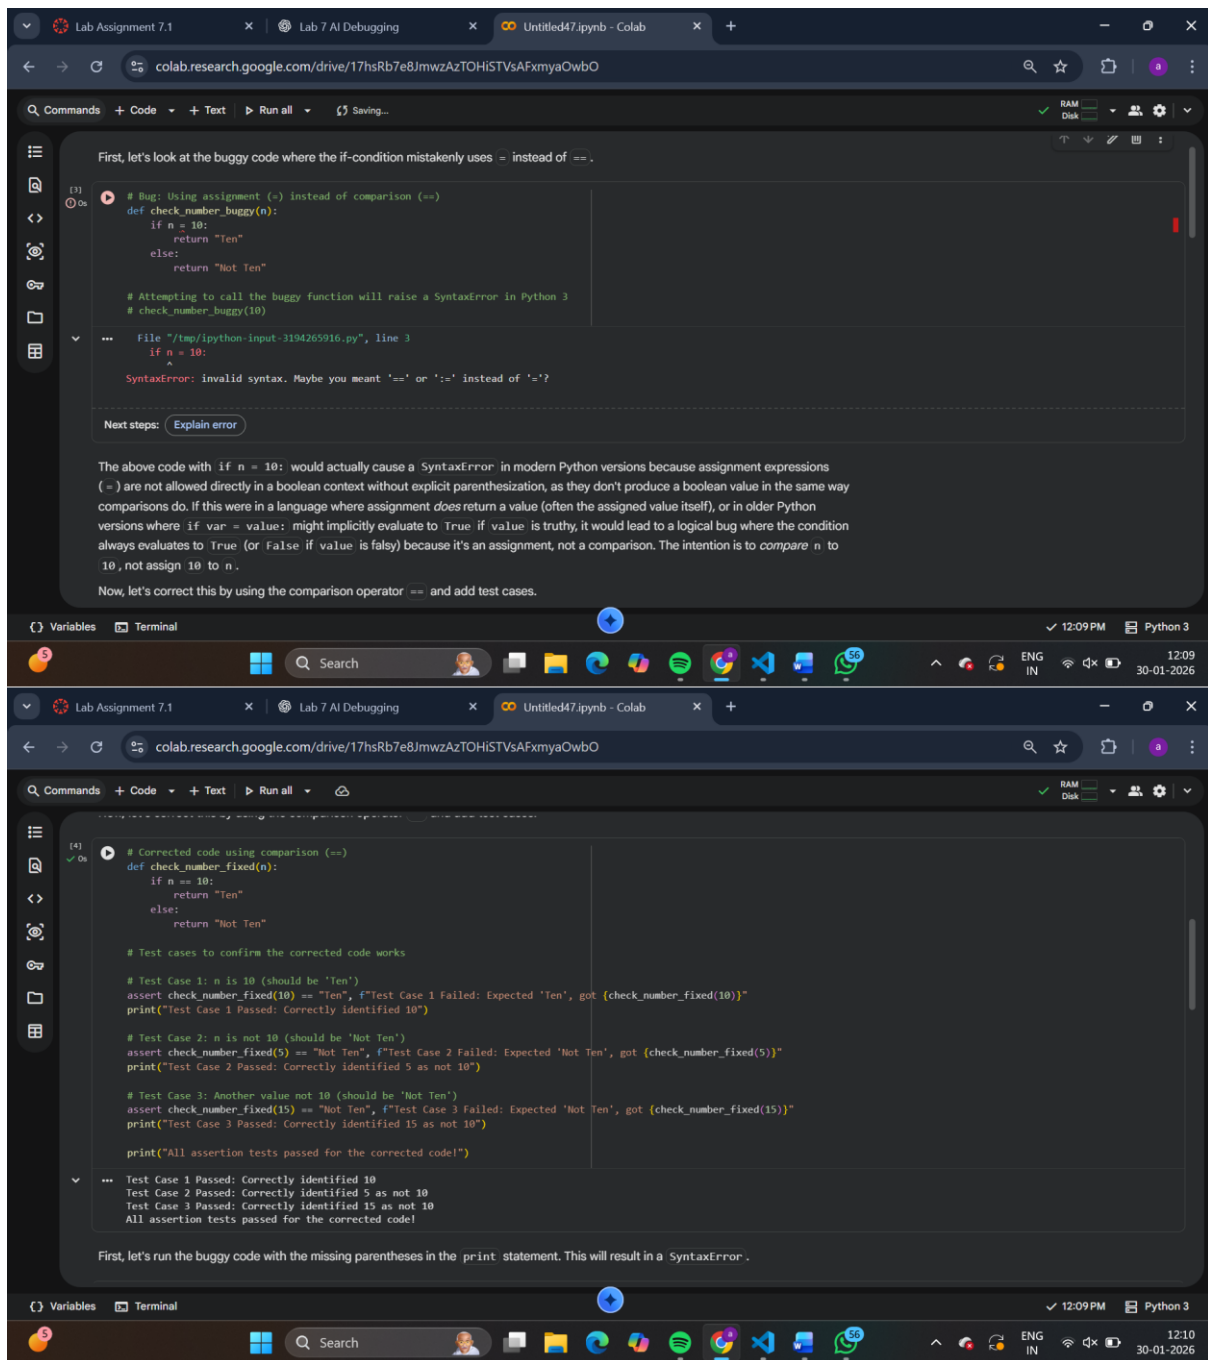 Lab Assignment 7.1
Lab 7 AI Debugging
Untitled47.ipynb - Colab
colab.research.google.com/drive/17hsRb7e8JmwzAzTOHiSTVsAFxmyaOwbO
a
Commands + Code + Text Run all Saving...
RAM
Disk
First, let's look at the buggy code where the if-condition mistakenly uses = instead of ==.
[3]
0s
# Bug: Using assignment (=) instead of comparison (==)
def check_number_buggy(n):
if n = 10:
return "Ten"
else:
return "Not Ten"
# Attempting to call the buggy function will raise a SyntaxError in Python 3
# check_number_buggy(10)
File "/tmp/ipython-input-3194265916.py", line 3
if n = 10:
^
SyntaxError: invalid syntax. Maybe you meant '==' or ':=' instead of '='?
Next steps: Explain error
The above code with if n = 10: would actually cause a SyntaxError in modern Python versions because assignment expressions
(=) are not allowed directly in a boolean context without explicit parenthesization, as they don't produce a boolean value in the same way
comparisons do. If this were in a language where assignment does return a value (often the assigned value itself), or in older Python
versions where if var = value: might implicitly evaluate to True if value is truthy, it would lead to a logical bug where the condition
always evaluates to True (or False if value is falsy) because it's an assignment, not a comparison. The intention is to compare n to
10, not assign 10 to n.
Now, let's correct this by using the comparison operator == and add test cases.
{} Variables Terminal
12:09 PM Python 3
5
Search
56
ENG
IN
12:09
30-01-2026
Lab Assignment 7.1
Lab 7 AI Debugging
Untitled47.ipynb - Colab
colab.research.google.com/drive/17hsRb7e8JmwzAzTOHiSTVsAFxmyaOwbO
a
Commands + Code + Text Run all
RAM
Disk
[4]
0s
# Corrected code using comparison (==)
def check_number_fixed(n):
if n == 10:
return "Ten"
else:
return "Not Ten"
# Test cases to confirm the corrected code works
# Test Case 1: n is 10 (should be 'Ten')
assert check_number_fixed(10) == "Ten", f"Test Case 1 Failed: Expected 'Ten', got {check_number_fixed(10)}"
print("Test Case 1 Passed: Correctly identified 10")
# Test Case 2: n is not 10 (should be 'Not Ten')
assert check_number_fixed(5) == "Not Ten", f"Test Case 2 Failed: Expected 'Not Ten', got {check_number_fixed(5)}"
print("Test Case 2 Passed: Correctly identified 5 as not 10")
# Test Case 3: Another value not 10 (should be 'Not Ten')
assert check_number_fixed(15) == "Not Ten", f"Test Case 3 Failed: Expected 'Not Ten', got {check_number_fixed(15)}"
print("Test Case 3 Passed: Correctly identified 15 as not 10")
print("All assertion tests passed for the corrected code!")
Test Case 1 Passed: Correctly identified 10
Test Case 2 Passed: Correctly identified 5 as not 10
Test Case 3 Passed: Correctly identified 15 as not 10
All assertion tests passed for the corrected code!
First, let's run the buggy code with the missing parentheses in the print statement. This will result in a SyntaxError.
{} Variables Terminal
12:09 PM Python 3
5
Search
56
ENG
IN
12:10
30-01-2026